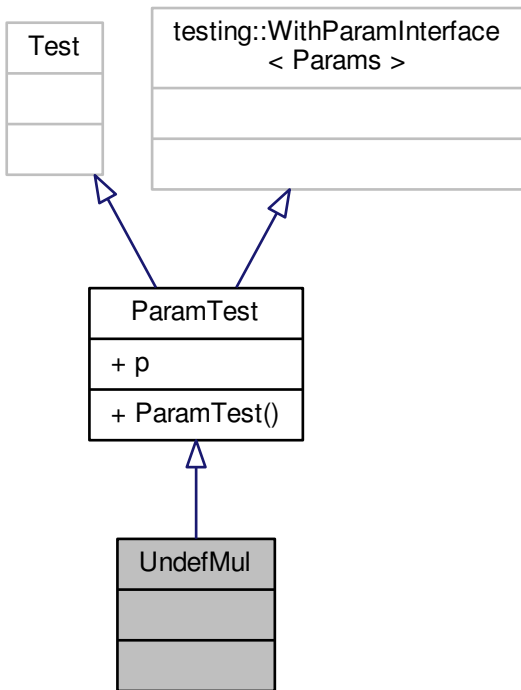 Test
testing::WithParamInterface
< Params >
ParamTest
+ p
+ ParamTest()
UndefMul